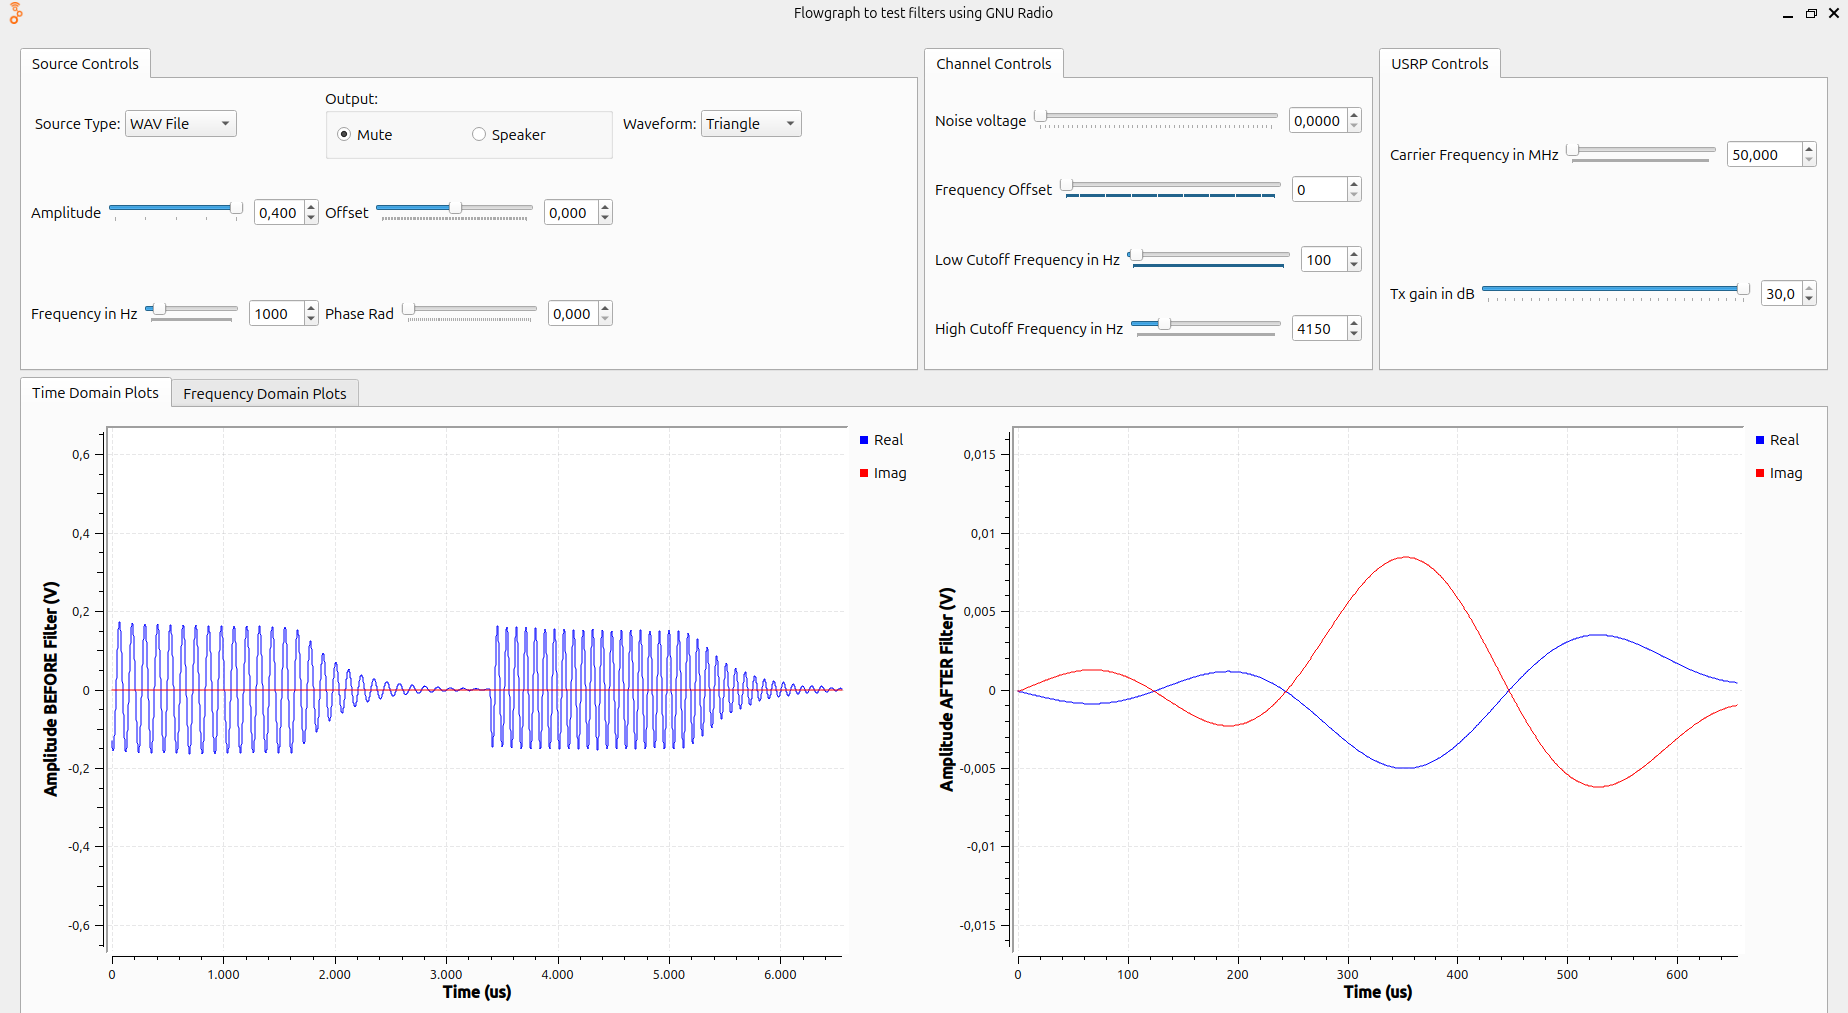 Flowgraph to test filters using GNU Radio
Source Controls
Source Type: WAV File
Output:
Mute
Speaker
Waveform: Triangle
Amplitude 0,400
Offset 0,000
Frequency in Hz 1000
Phase Rad 0,000
Channel Controls
Noise voltage 0,0000
Frequency Offset 0
Low Cutoff Frequency in Hz 100
High Cutoff Frequency in Hz 4150
USRP Controls
Carrier Frequency in MHz 50,000
Tx gain in dB 30,0
Time Domain Plots
Frequency Domain Plots
Amplitude BEFORE Filter (V)
0,6
0,4
0,2
0
-0,2
-0,4
-0,6
0 1.000 2.000 3.000 4.000 5.000 6.000
Time (us)
Real
Imag
Amplitude AFTER Filter (V)
0,015
0,01
0,005
0
-0,005
-0,01
-0,015
0 100 200 300 400 500 600
Time (us)
Real
Imag